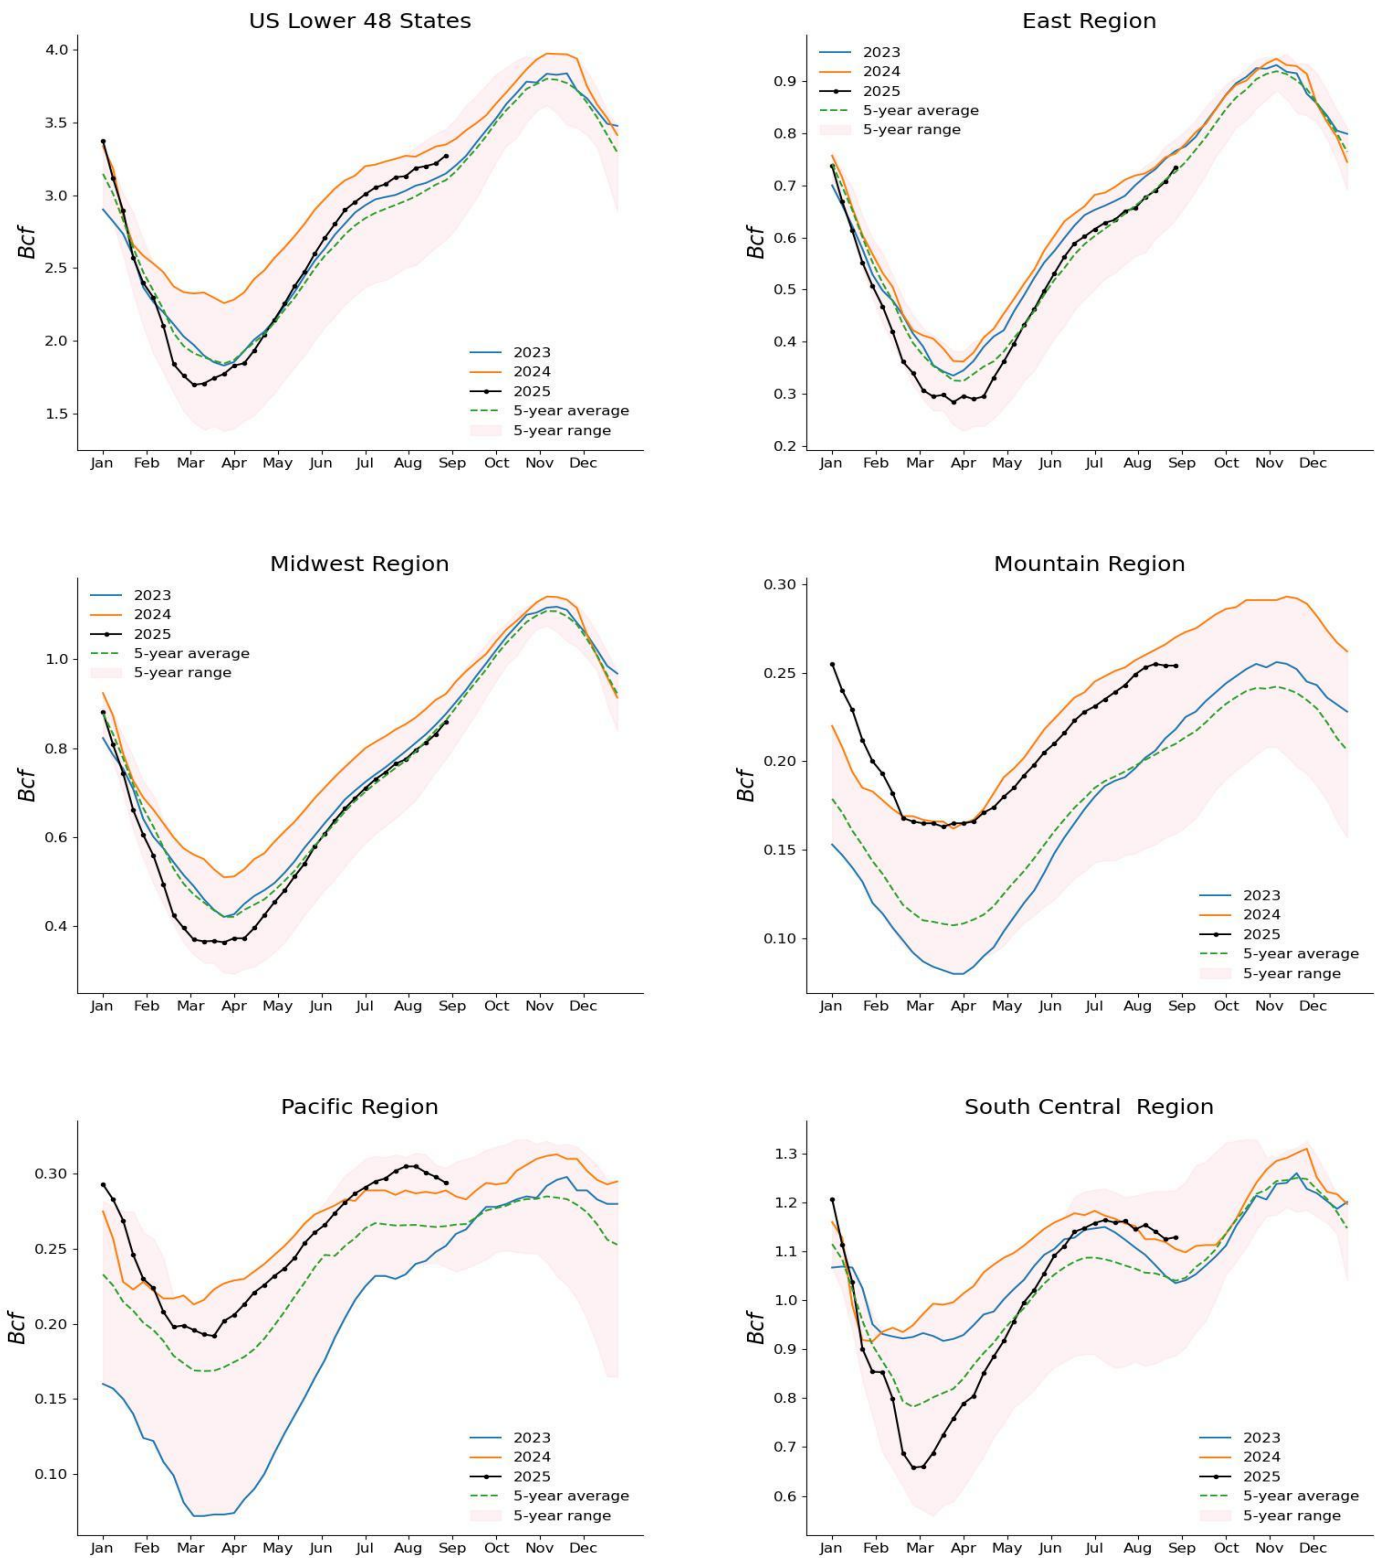 US Lower 48 States
4.0
3.5
3.0
2.5
2.0
1.5
Bcf
2023
2024
2025
5-year average
5-year range
Jan Feb Mar Apr May Jun Jul Aug Sep Oct Nov Dec
East Region
2023
2024
2025
5-year average
5-year range
0.9
0.8
0.7
0.6
0.5
0.4
0.3
0.2
Bcf
Jan Feb Mar Apr May Jun Jul Aug Sep Oct Nov Dec
Midwest Region
2023
2024
2025
5-year average
5-year range
1.0
0.8
0.6
0.4
Bcf
Jan Feb Mar Apr May Jun Jul Aug Sep Oct Nov Dec
Mountain Region
0.30
0.25
0.20
0.15
0.10
Bcf
2023
2024
2025
5-year average
5-year range
Jan Feb Mar Apr May Jun Jul Aug Sep Oct Nov Dec
Pacific Region
0.30
0.25
0.20
0.15
0.10
Bcf
2023
2024
2025
5-year average
5-year range
Jan Feb Mar Apr May Jun Jul Aug Sep Oct Nov Dec
South Central Region
1.3
1.2
1.1
1.0
0.9
0.8
0.7
0.6
Bcf
2023
2024
2025
5-year average
5-year range
Jan Feb Mar Apr May Jun Jul Aug Sep Oct Nov Dec